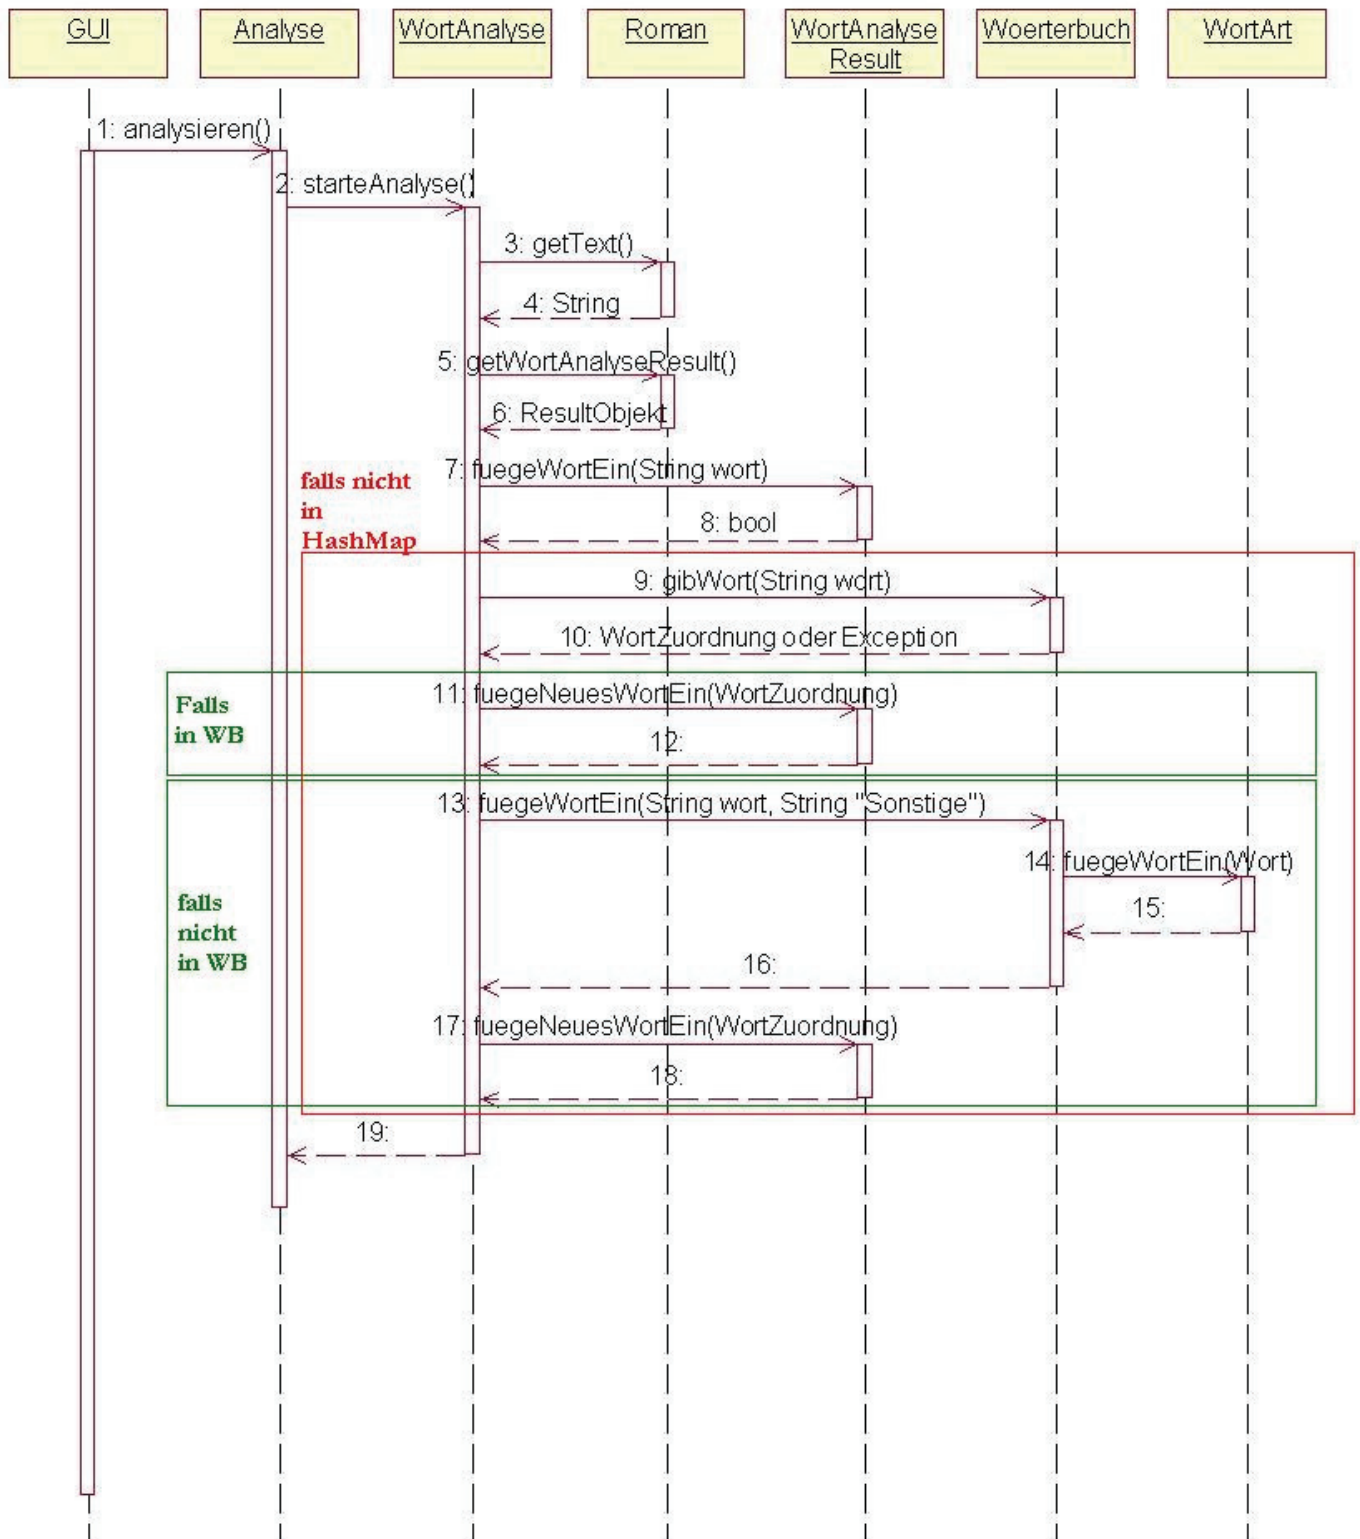 GUI
Analyse
WortAnalyse
Roman
WortAnalyse
Result
Woerterbuch
WortArt
1: analysieren()
2: starteAnalyse()
3: getText()
4: String
5: getWortAnalyseResult()
6: ResultObjekt
7: fuegeWortEin(String wort)
falls nicht
in
HashMap
8: bool
9: gibWort(String wort)
10: WortZuordnung oder Exception
11: fuegeNeuesWortEin(WortZuordnung)
Falls
in WB
12:
13: fuegeWortEin(String wort, String "Sonstige")
14: fuegeWortEin(Wort)
falls
nicht
in WB
15:
16:
17: fuegeNeuesWortEin(WortZuordnung)
18:
19: